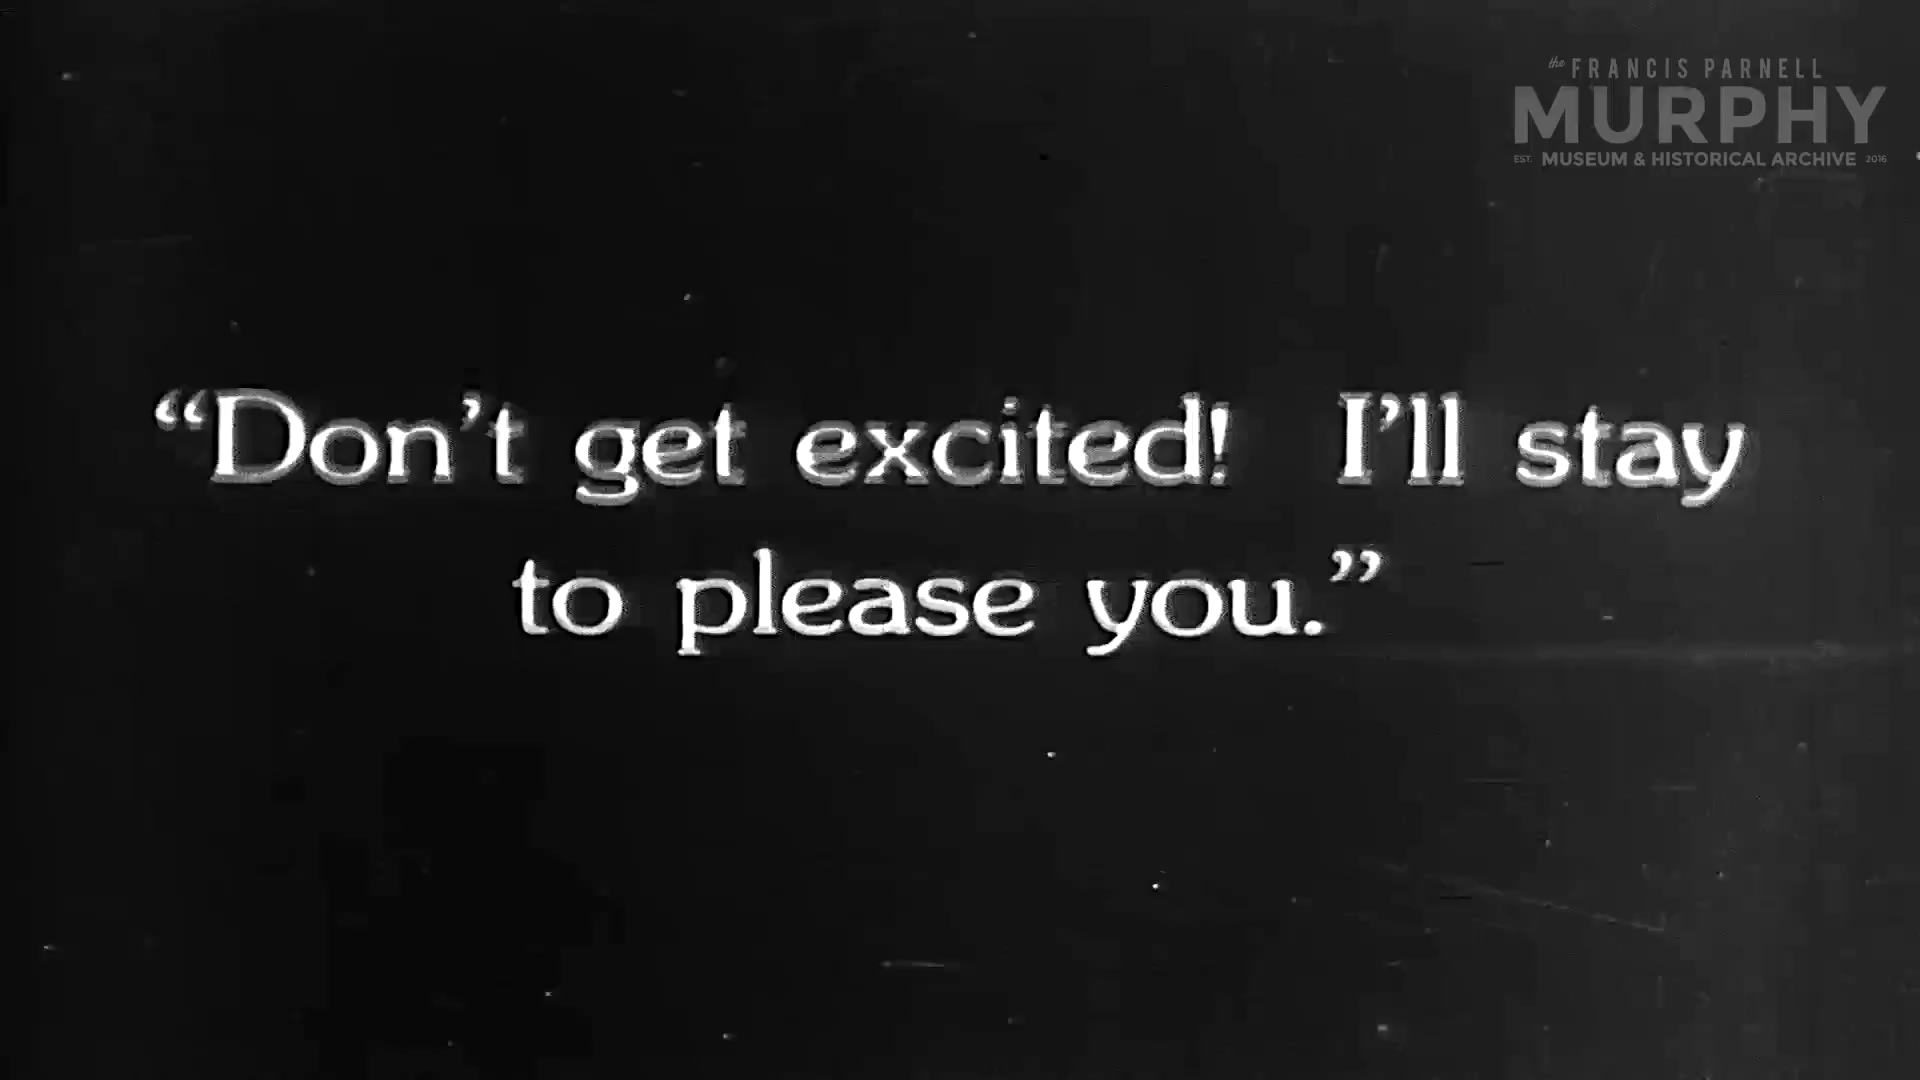 the FRANCIS PARNELL
MURPHY
EST. MUSEUM & HISTORICAL ARCHIVE 2016
“Don’t get excited! I’ll stay
to please you.”